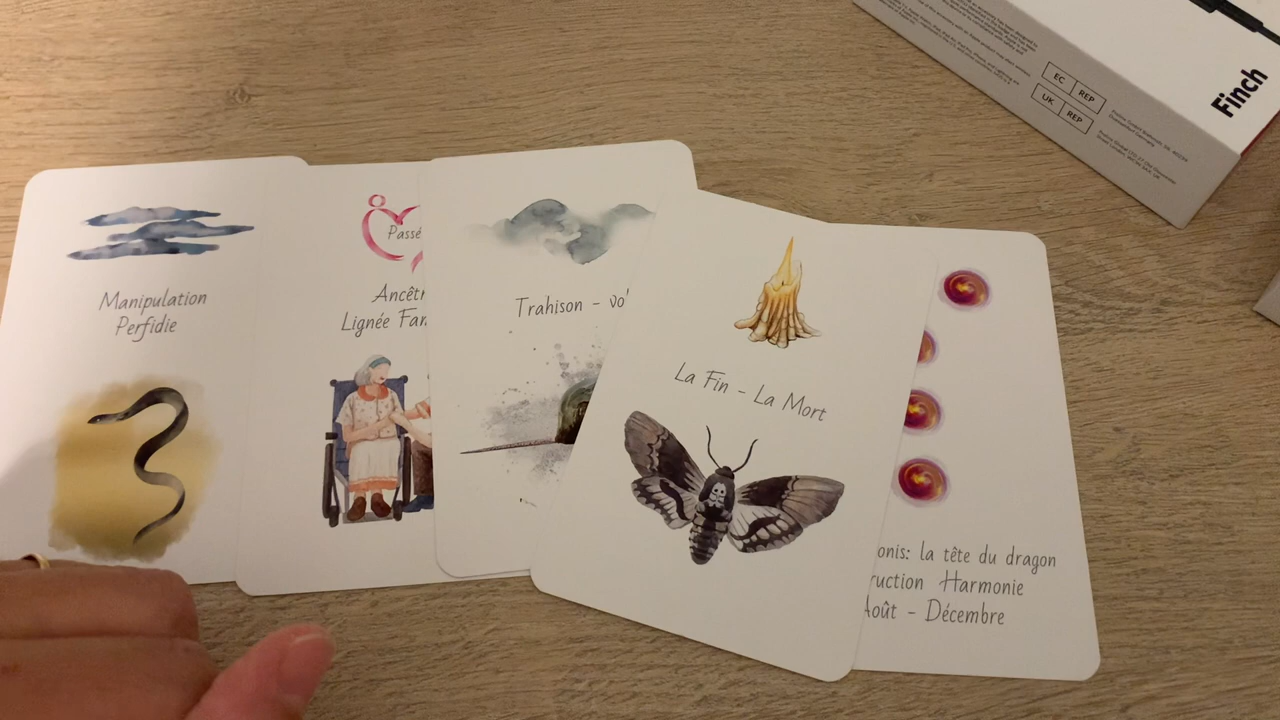 Manipulation
Perfidie
Passé
Ancêtr
Lignée Fam
Trahison - vo
La Fin - La Mort
onis: la tête du dragon
ruction Harmonie
Août - Décembre
EC REP
UK REP
Finch